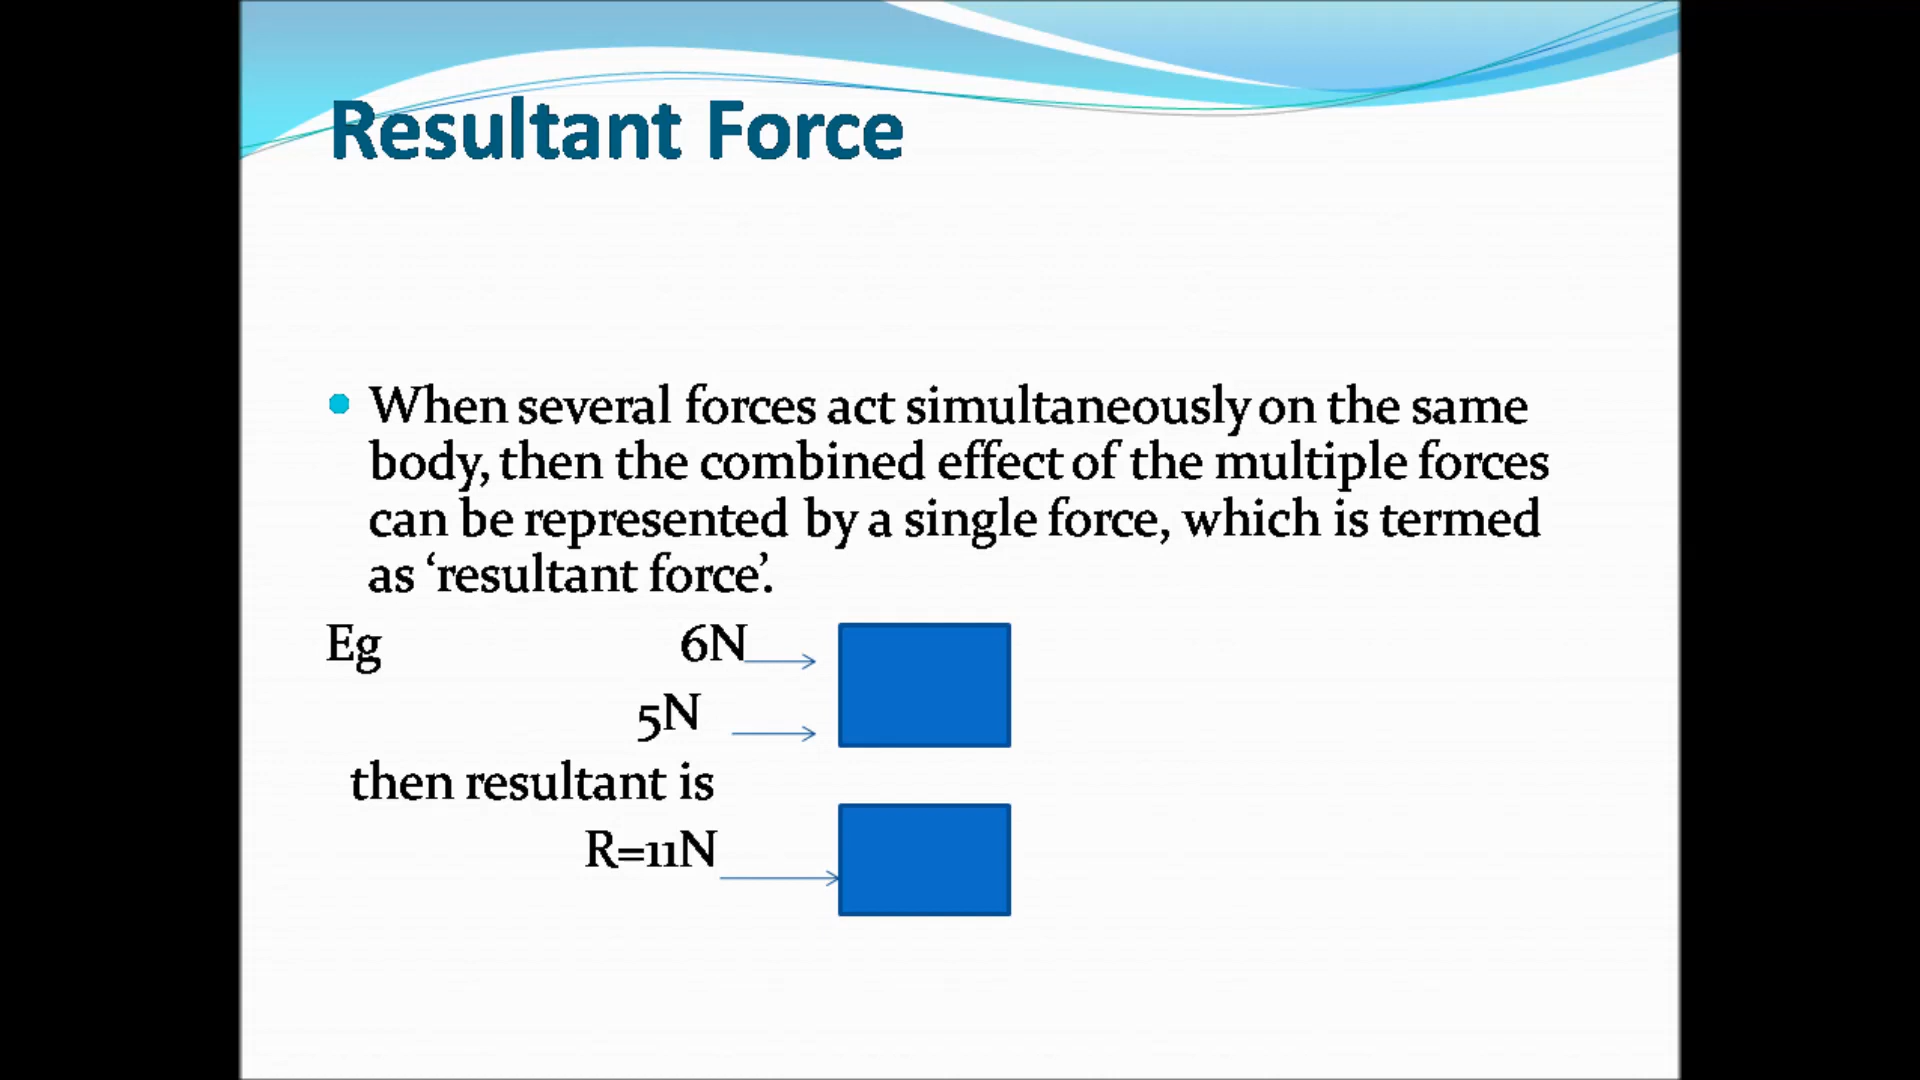 Resultant Force
When several forces act simultaneously on the same
body, then the combined effect of the multiple forces
can be represented by a single force, which is termed
as ‘resultant force’.
Eg 6N
5N
then resultant is
R=11N